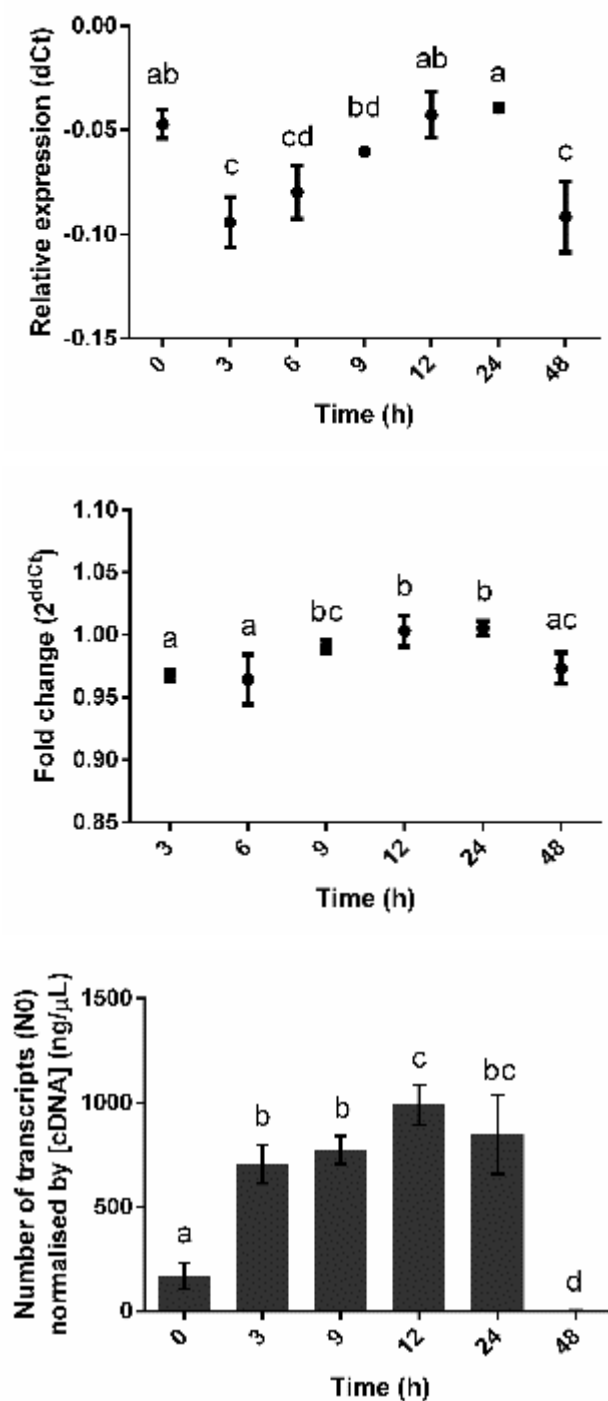 Relative expression (dCt)
0.00
-0.05
-0.10
-0.15
ab
c
cd
bd
ab
a
c
0
3
6
9
12
24
48
Time (h)
Fold change (2^ddCt)
1.10
1.05
1.00
0.95
0.90
0.85
a
a
bc
b
b
ac
3
6
9
12
24
48
Time (h)
Number of transcripts (N0)
normalised by [cDNA] (ng/µL)
1500
1000
500
0
a
b
b
c
bc
d
0
3
9
12
24
48
Time (h)